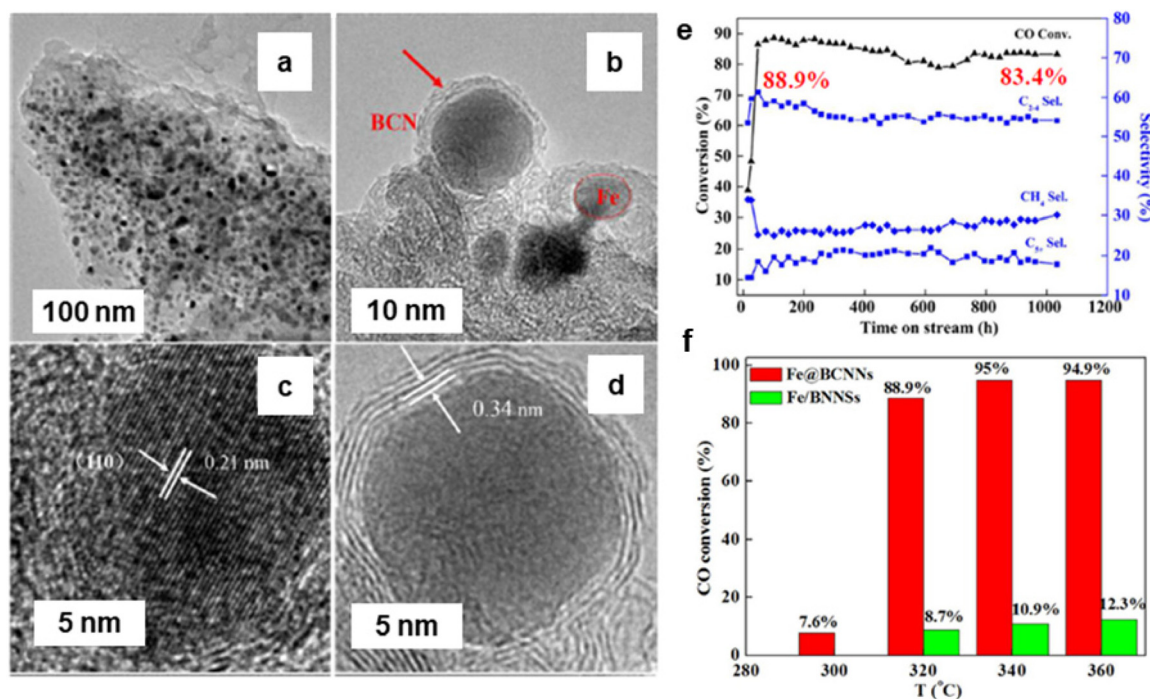 a
100 nm
b
BCN
Fe
10 nm
c
(110)
0.21 nm
5 nm
d
0.34 nm
5 nm
e
90
80
70
60
50
40
30
20
10
Conversion (%)
CO Conv.
88.9%
83.4%
C2-4 Sel.
CH4 Sel.
C5+ Sel.
80
70
60
50
40
30
20
10
Selectivity (%)
0 200 400 600 800 1000 1200
Time on stream (h)
f
100
80
60
40
20
0
CO conversion (%)
Fe@BCNNs
Fe/BNNSs
7.6%
88.9%
8.7%
95%
10.9%
94.9%
12.3%
280 300 320 340 360
T (°C)